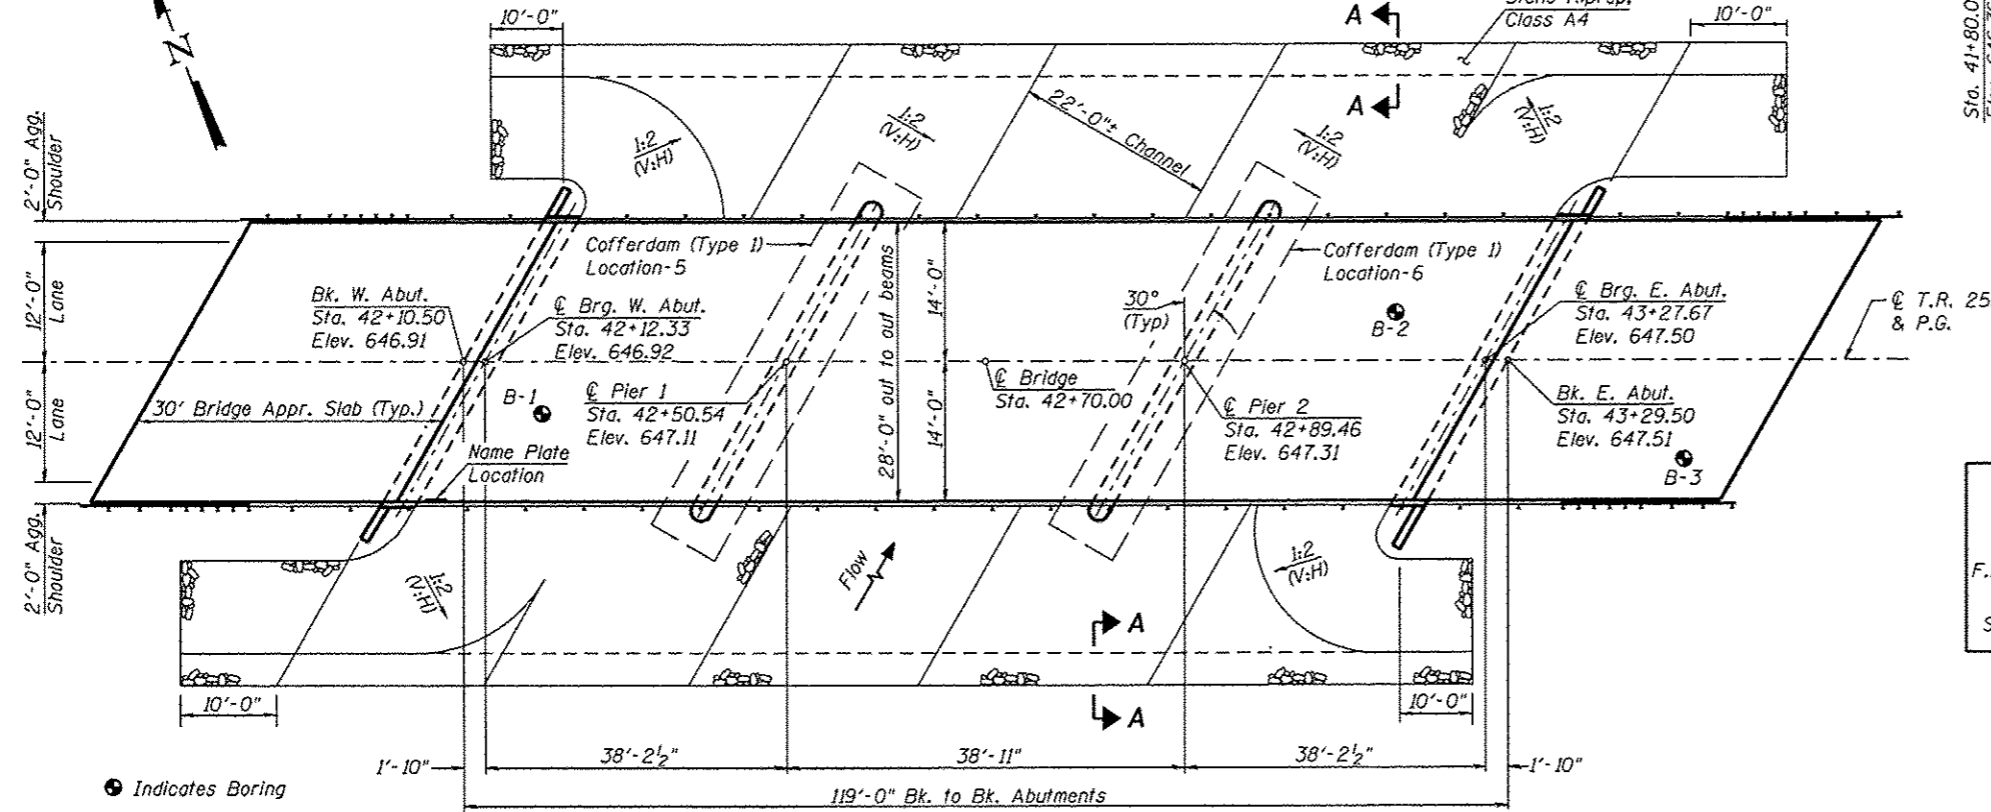 10'-0"
A
Class A4
10'-0"
Sta. 41+80.0
N
2'-0" Agg.
Shoulder
1:2
(V:H)
1:2
(V:H)
22'-0"± Channel
A
1:2
(V:H)
1:2
(V:H)
12'-0"
Lane
12'-0"
Lane
2'-0" Agg.
Shoulder
Cofferdam (Type 1)
Location-5
Cofferdam (Type 1)
Location-6
Bk. W. Abut.
Sta. 42+10.50
Elev. 646.91
℄ Brg. W. Abut.
Sta. 42+12.33
Elev. 646.92
28'-0" out to out beams
14'-0"
14'-0"
30°
(Typ)
B-2
℄ Brg. E. Abut.
Sta. 43+27.67
Elev. 647.50
℄ T.R. 25
& P.G.
30' Bridge Appr. Slab (Typ.)
B-1
℄ Pier 1
Sta. 42+50.54
Elev. 647.11
℄ Bridge
Sta. 42+70.00
℄ Pier 2
Sta. 42+89.46
Elev. 647.31
Bk. E. Abut.
Sta. 43+29.50
Elev. 647.51
B-3
Name Plate
Location
1:2
(V:H)
Flow
1:2
(V:H)
A
A
F.
S
10'-0"
10'-0"
1'-10"
38'-2½"
38'-11"
38'-2½"
1'-10"
Indicates Boring
119'-0" Bk. to Bk. Abutments